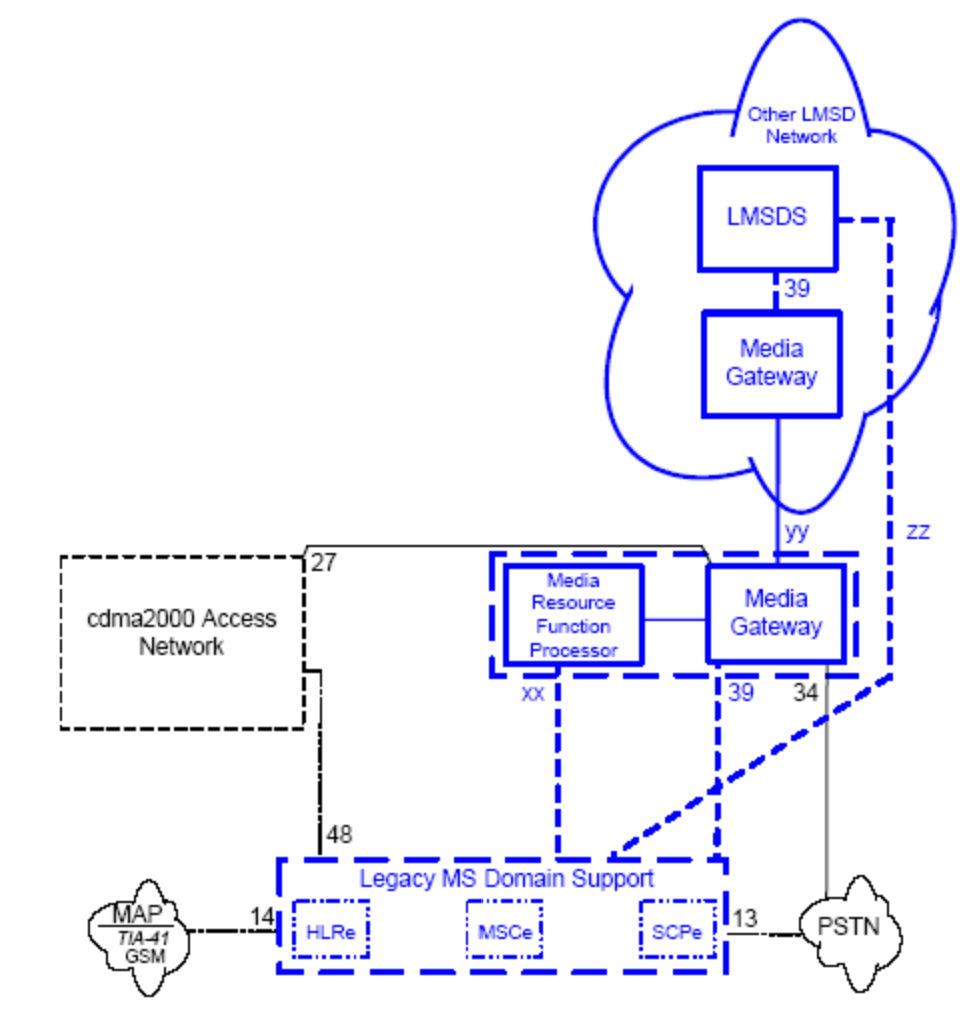 Other LMSD
Network
LMSDS
39
Media
Gateway
yy
zz
27
cdma2000 Access
Network
Media
Resource
Function
Processor
Media
Gateway
xx
39
34
48
Legacy MS Domain Support
MAP
TIA-41
GSM
14
HLRe
MSCe
SCPe
13
PSTN